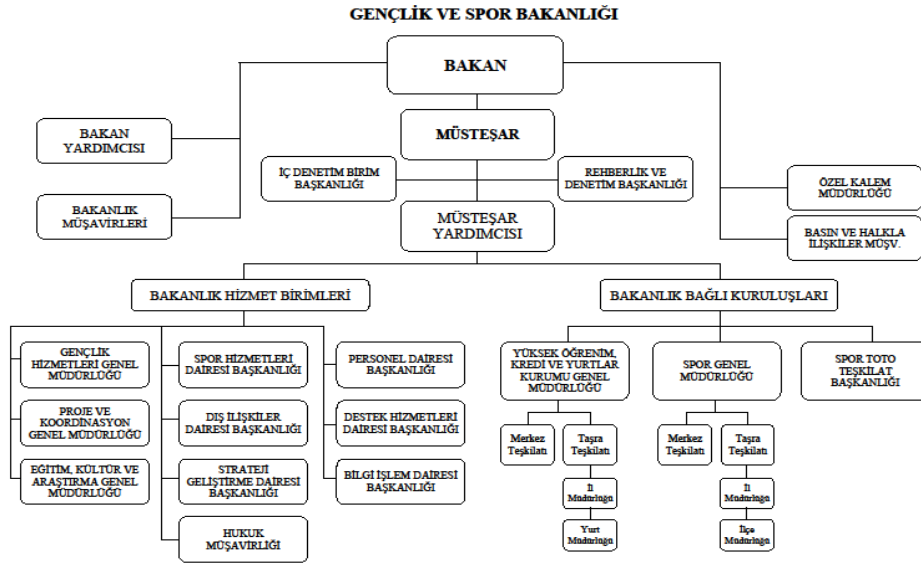 GENÇLİK VE SPOR BAKANLIĞI
BAKAN
MÜSTEŞAR
BAKAN
YARDIMCISI
İÇ DENETİM BİRİM
BAŞKANLIĞI
REHBERLİK VE
DENETİM BAŞKANLIĞI
ÖZEL KALEM
MÜDÜRLÜĞÜ
BAKANLIK
MÜŞAVİRLERİ
MÜSTEŞAR
YARDIMCISI
BASIN VE HALKLA
İLİŞKİLER MÜŞV.
BAKANLIK HİZMET BİRİMLERİ
BAKANLIK BAĞLI KURULUŞLARI
GENÇLİK
HİZMETLERİ GENEL
MÜDÜRLÜĞÜ
SPOR HİZMETLERİ
DAİRESİ BAŞKANLIĞI
PERSONEL DAİRESİ
BAŞKANLIĞI
PROJE VE
KOORDİNASYON
GENEL MÜDÜRLÜĞÜ
DIŞ İLİŞKİLER
DAİRESİ BAŞKANLIĞI
DESTEK HİZMETLERİ
DAİRESİ BAŞKANLIĞI
EĞİTİM, KÜLTÜR VE
ARAŞTIRMA GENEL
MÜDÜRLÜĞÜ
STRATEJİ
GELİŞTİRME DAİRESİ
BAŞKANLIĞI
BİLGİ İŞLEM DAİRESİ
BAŞKANLIĞI
HUKUK
MÜŞAVİRLİĞİ
YÜKSEK ÖĞRENİM,
KREDİ VE YURTLAR
KURUMU GENEL
MÜDÜRLÜĞÜ
SPOR GENEL
MÜDÜRLÜĞÜ
SPOR TOTO
TEŞKİLAT
BAŞKANLIĞI
Merkez
Teşkilatı
Taşra
Teşkilatı
Merkez
Teşkilatı
Taşra
Teşkilatı
İl
Müdürlüğü
İl
Müdürlüğü
Yurt
Müdürlüğü
İlçe
Müdürlüğü